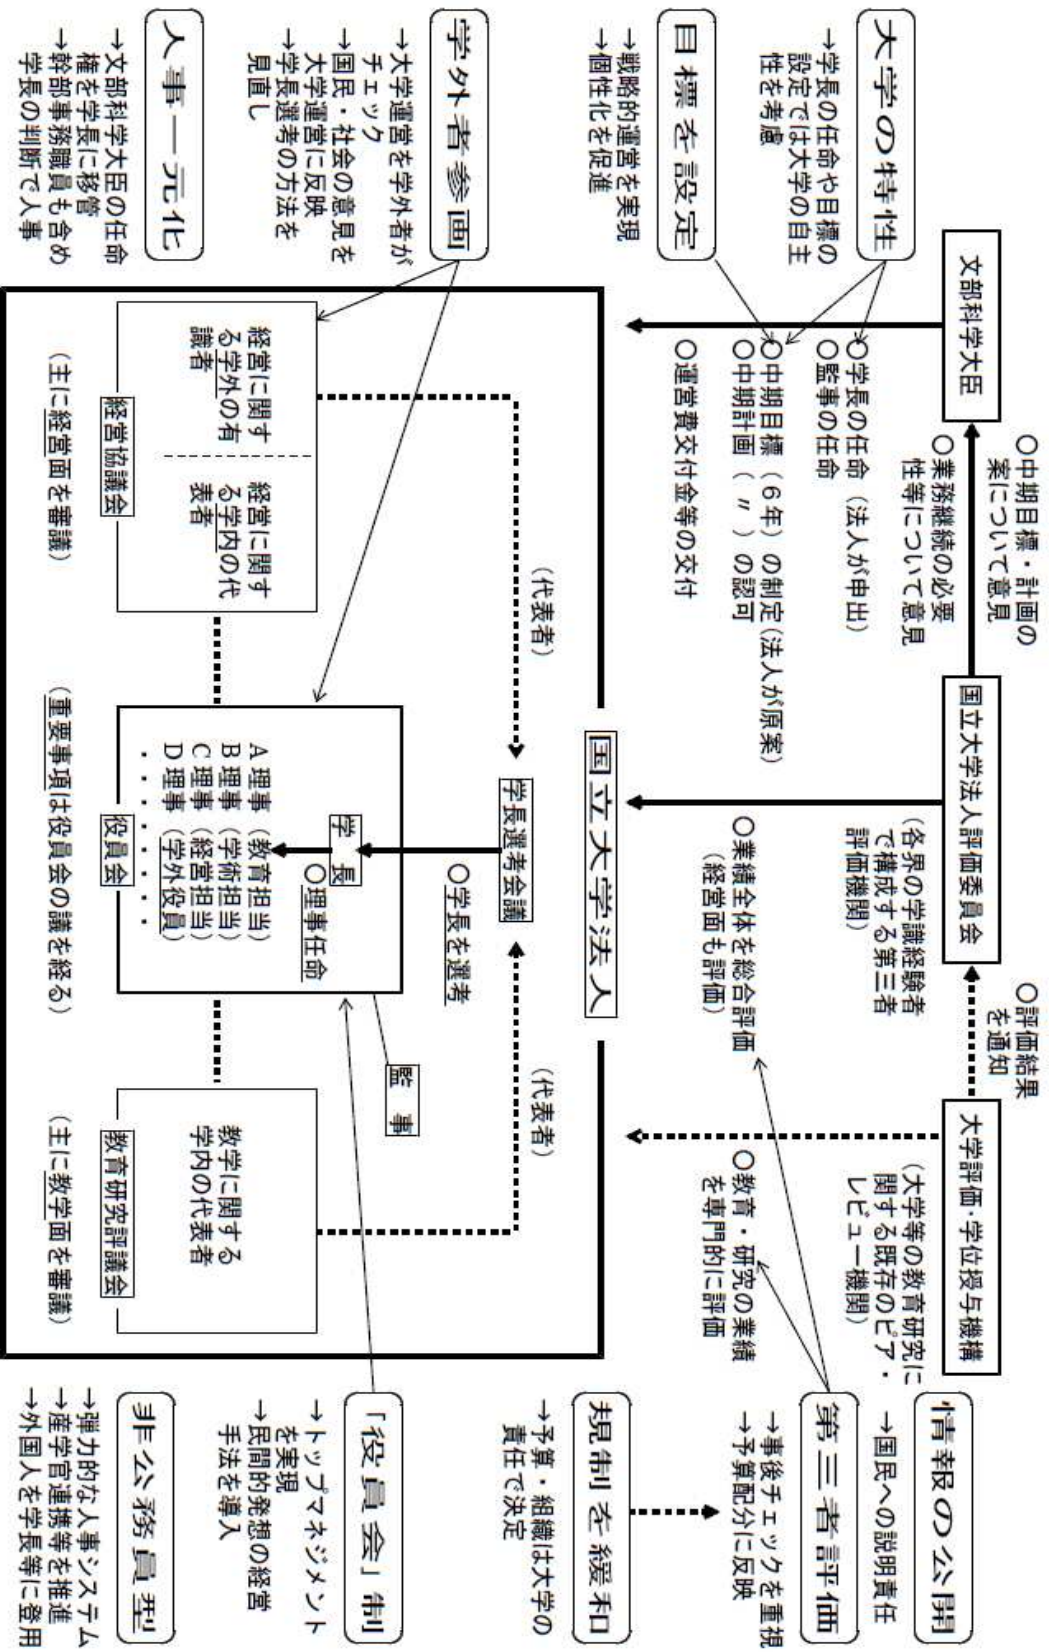 大学の特性
→学長の任命や目標の
設定では大学の自主
性を考慮
目標を設定
→戦略的運営を実現
→個性化を促進
学外者参画
→大学運営を学外者が
チェック
→国民・社会の意見を
大学運営に反映
→学長選考の方法を
見直し
人事一元化
→文部科学大臣の任命
権を学長に移管
→幹部事務職員も含め
学長の判断で人事
文部科学大臣
○中期目標・計画の
案について意見
○業務継続の必要
性等について意見
国立大学法人評価委員会
(各界の学識経験者
で構成する第三者
評価機関)
○評価結果
を通知
大学評価・学位授与機構
(大学等の教育研究に
関する既存のピア・
レビュー機関)
○学長の任命(法人が申出)
○監事の任命
○中期目標(6年)の制定(法人が原案)
○中期計画( 〃 )の認可
○運営費交付金等の交付
○業績全体を総合評価
(経営面も評価)
○教育・研究の業績
を専門的に評価
国立大学法人
(代表者)
学長選考会議
(代表者)
○学長を選考
監 事
学 長
○理事任命
A理事(教育担当)
B理事(学術担当)
C理事(経営担当)
D理事(学外役員)
・・・・・・・・
役員会
(重要事項は役員会の議を経る)
経営に関す
る学外の有
識者
経営に関す
る学内の代
表者
経営協議会
(主に経営面を審議)
教学に関する
学内の代表者
教育研究評議会
(主に教学面を審議)
情報の公開
→国民への説明責任
第三者評価
→事後チェックを重視
→予算配分に反映
規制を緩和
→予算・組織は大学の
責任で決定
「役員会」制
→トップマネジメント
を実現
→民間的発想の経営
手法を導入
非公務員型
→弾力的な人事システム
→産学官連携等を推進
→外国人を学長等に登用